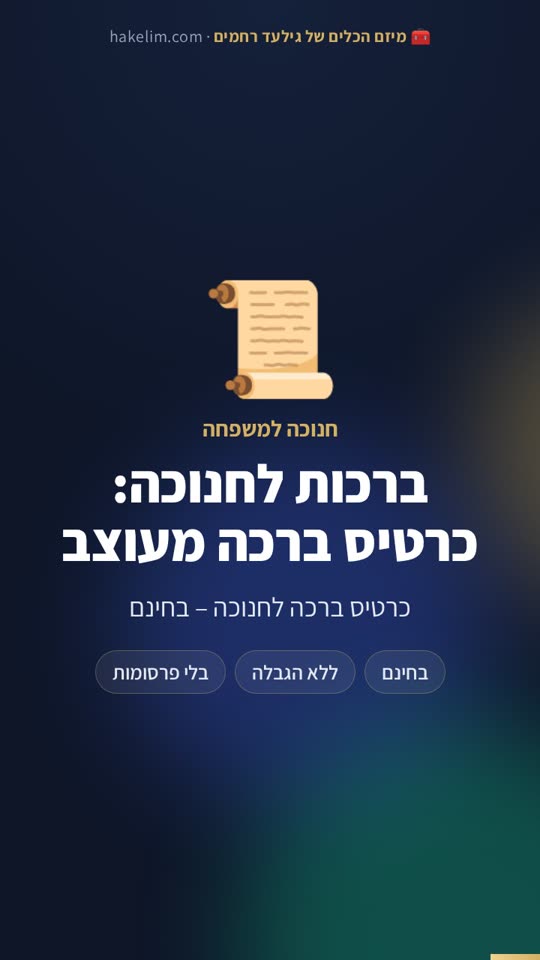 🧰 מיזם הכלים של גילעד רחמים · hakelim.com
חנוכה למשפחה
ברכות לחנוכה:
כרטיס ברכה מעוצב
כרטיס ברכה לחנוכה – בחינם
בחינם
ללא הגבלה
בלי פרסומות